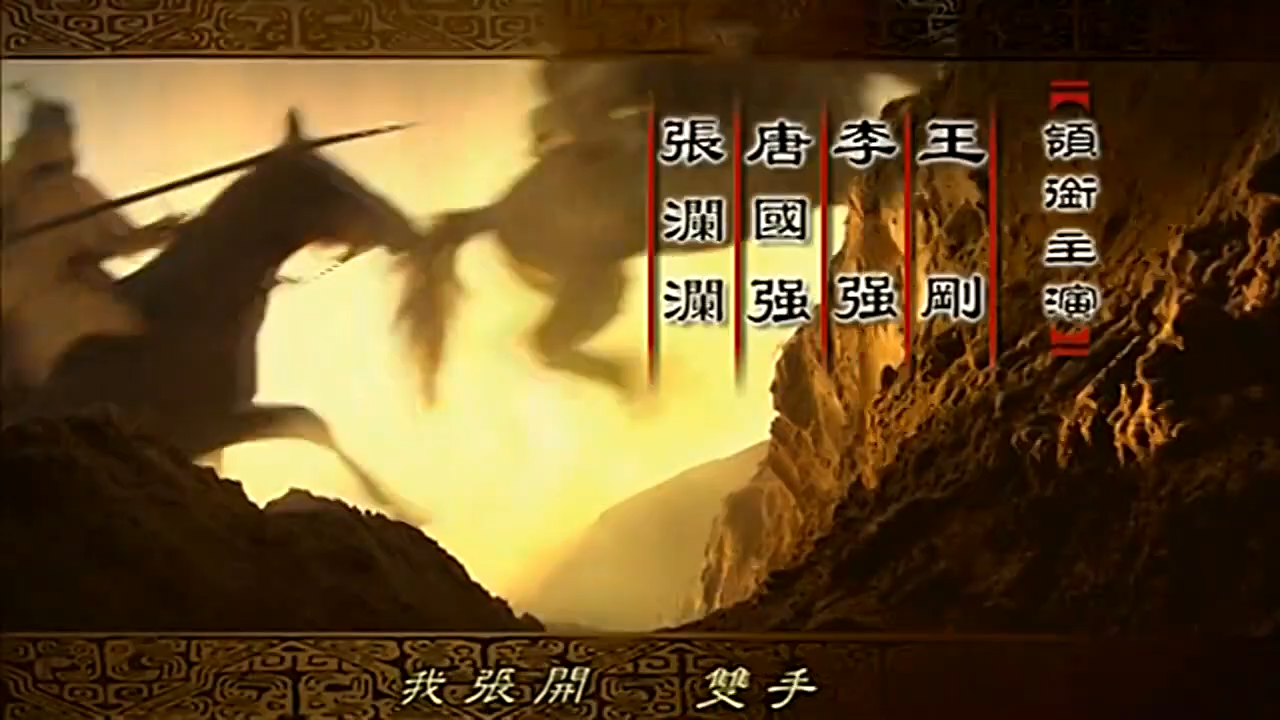 領銜主演
王剛
李强
唐國强
張瀾瀾
我張開 雙手